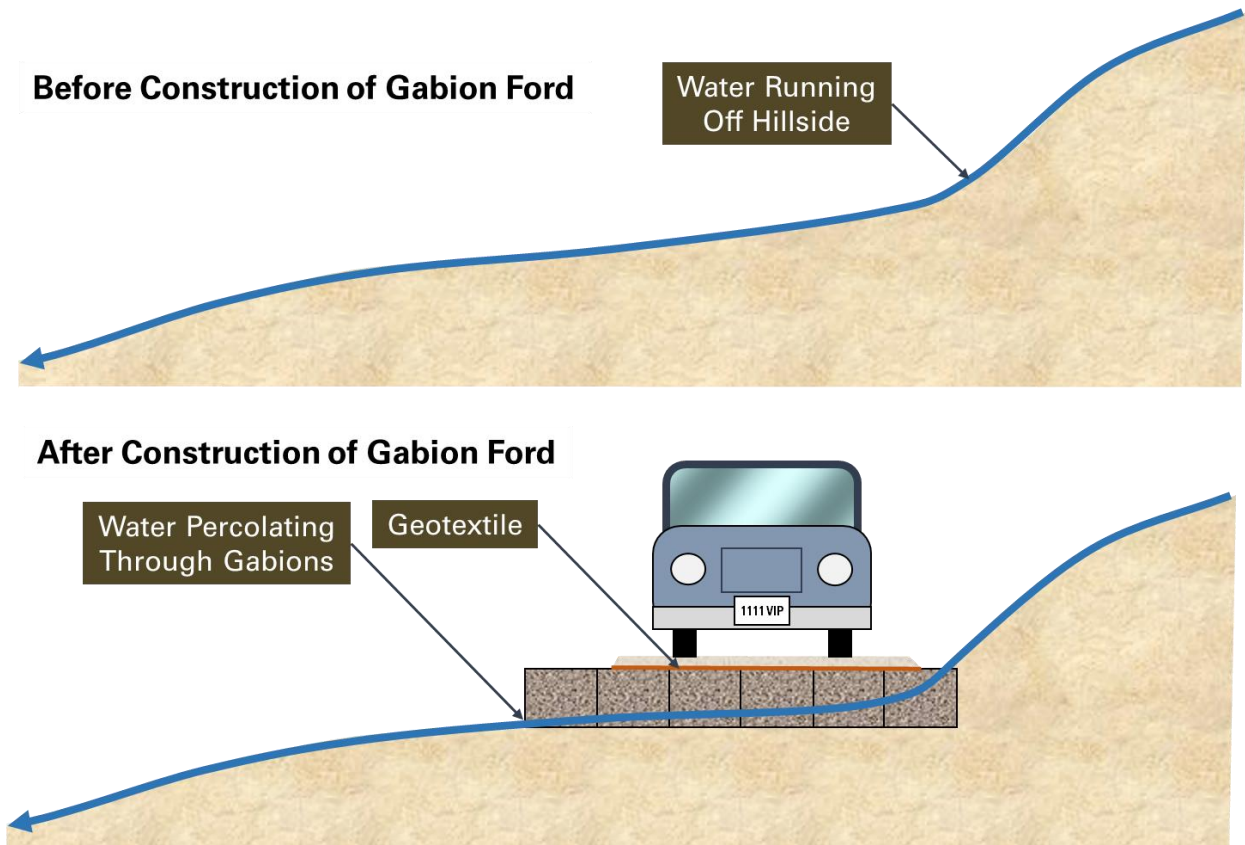 Before Construction of Gabion Ford
Water Running
Off Hillside
After Construction of Gabion Ford
Water Percolating
Through Gabions
Geotextile
1111 VIP